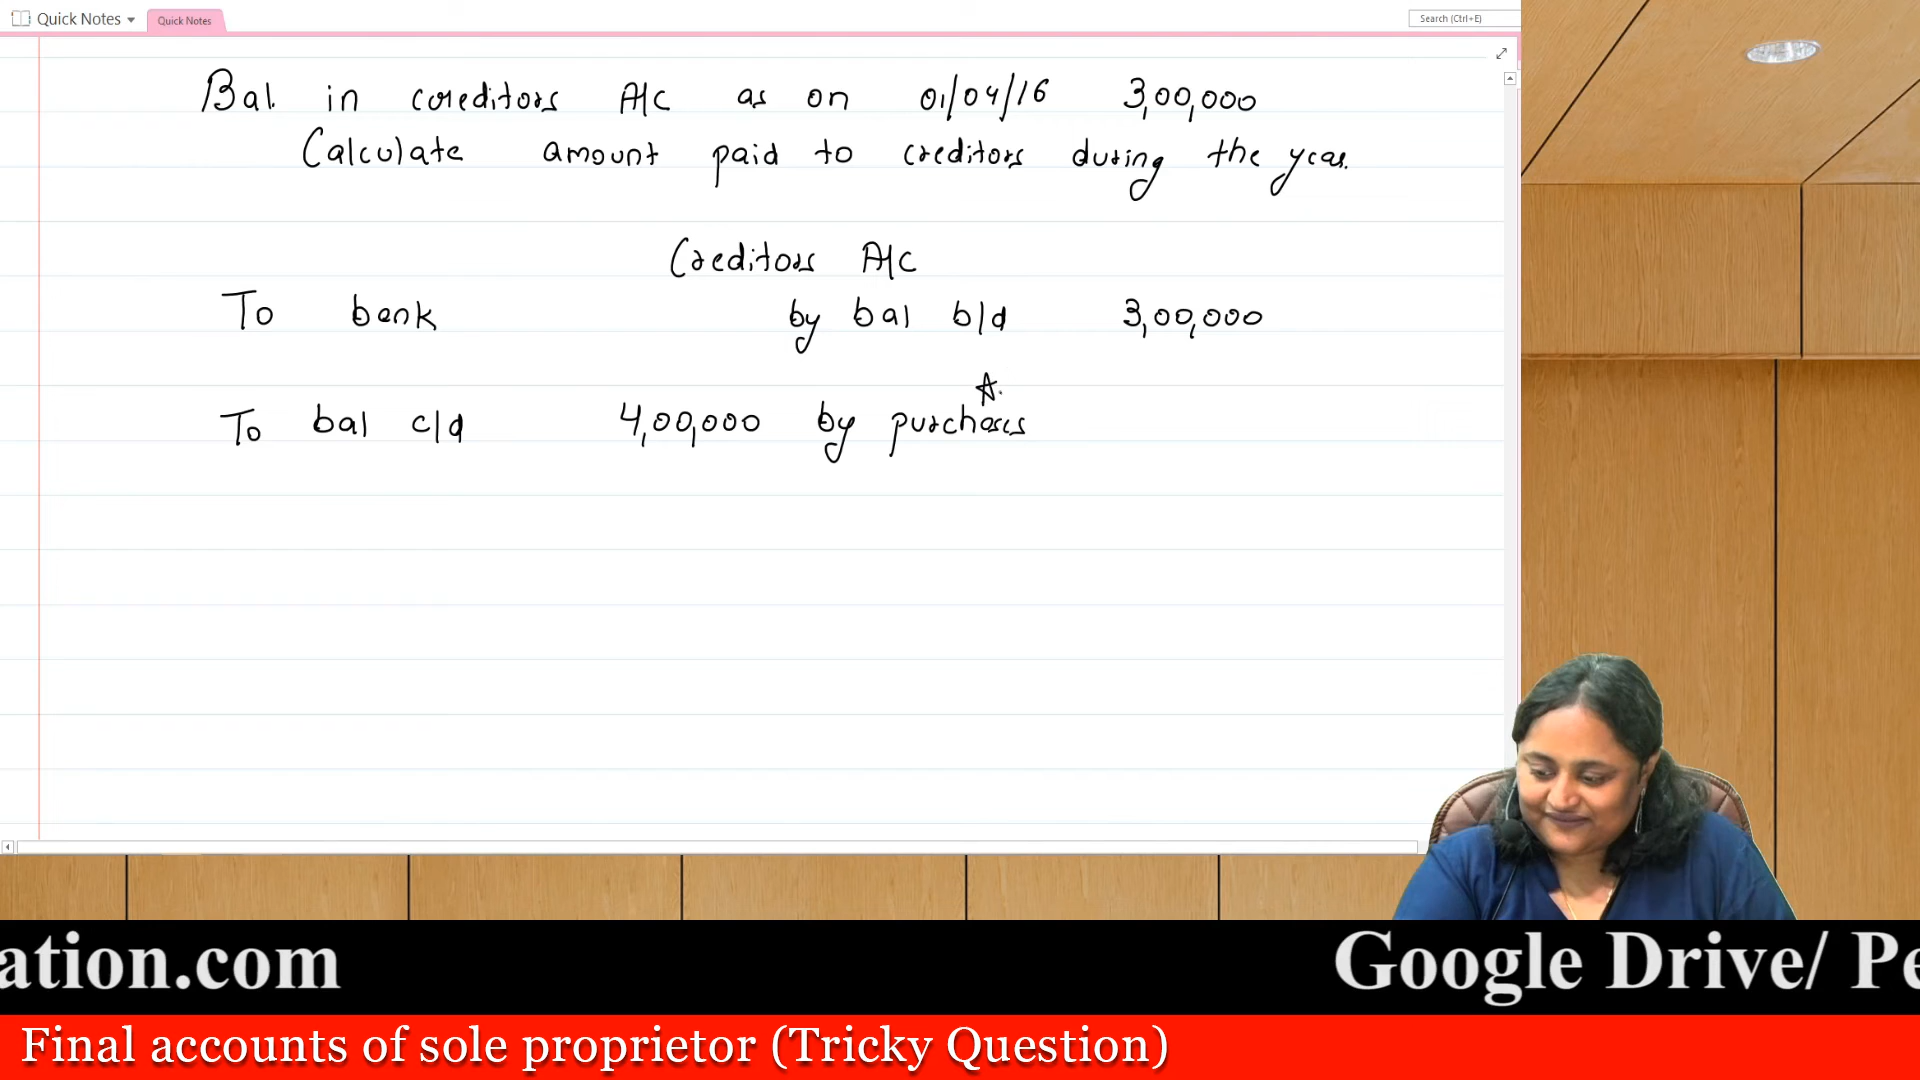 Quick Notes
Quick Notes
Search (Ctrl+E)
Bal. in creditors A/c as on 01/04/16 3,00,000
Calculate amount paid to creditors during the year.
Creditors A/c
To bank by bal b/d 3,00,000
To bal c/d 4,00,000 by purchases
ation.com Google Drive/ Pe
Final accounts of sole proprietor (Tricky Question)